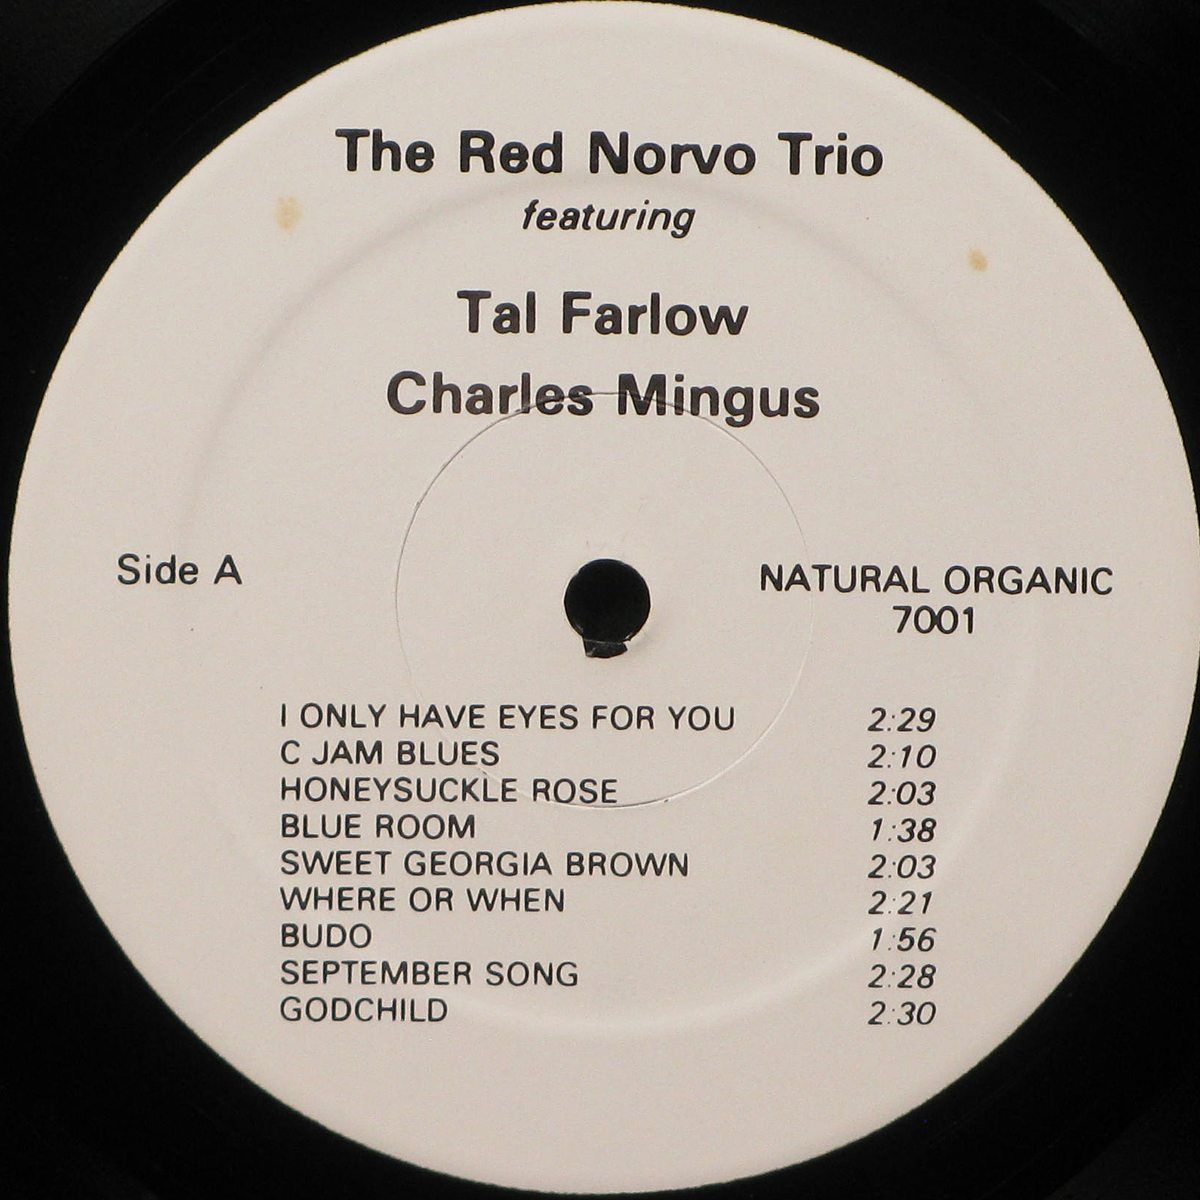 The Red Norvo Trio
featuring
Tal Farlow
Charles Mingus
Side A
NATURAL ORGANIC
7001
I ONLY HAVE EYES FOR YOU 2:29
C JAM BLUES 2:10
HONEYSUCKLE ROSE 2:03
BLUE ROOM 1:38
SWEET GEORGIA BROWN 2:03
WHERE OR WHEN 2:21
BUDO 1:56
SEPTEMBER SONG 2:28
GODCHILD 2:30